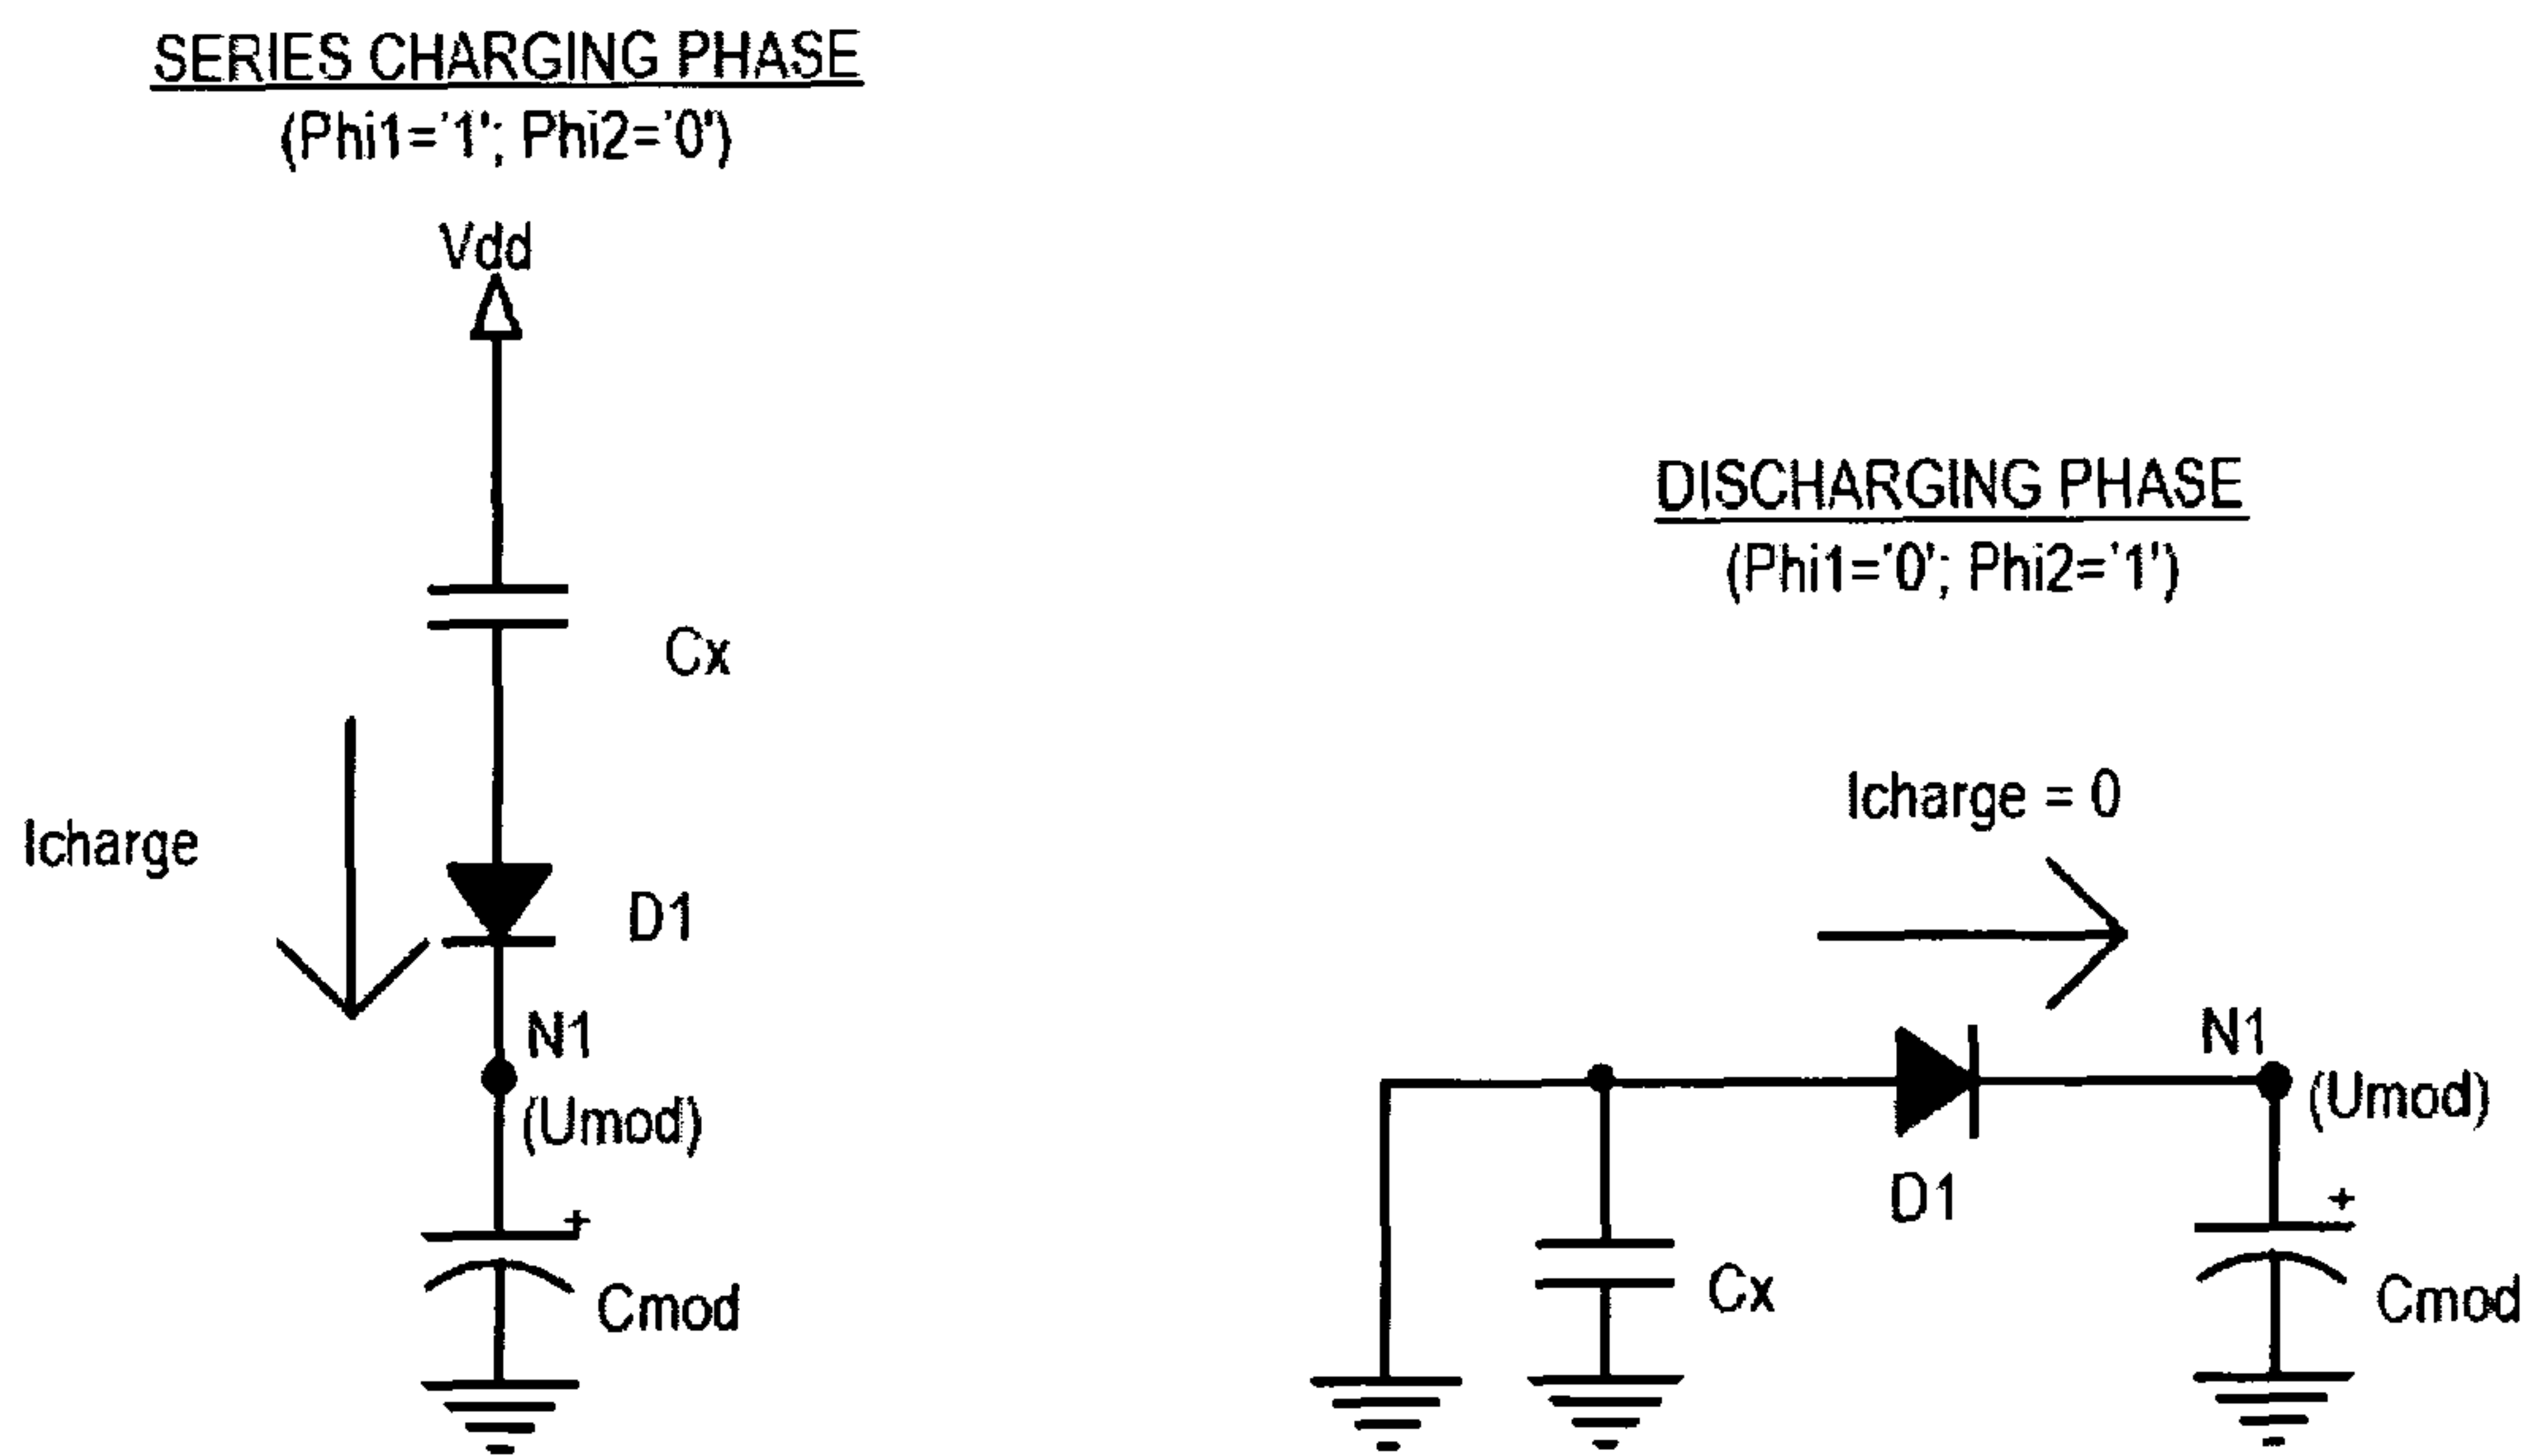 SERIES CHARGING PHASE
(Phi1='1'; Phi2='0')
Vdd
Cx
Icharge
D1
N1
(Umod)
+
Cmod
DISCHARGING PHASE
(Phi1='0'; Phi2='1')
Icharge = 0
N1
(Umod)
D1
+
Cx
Cmod